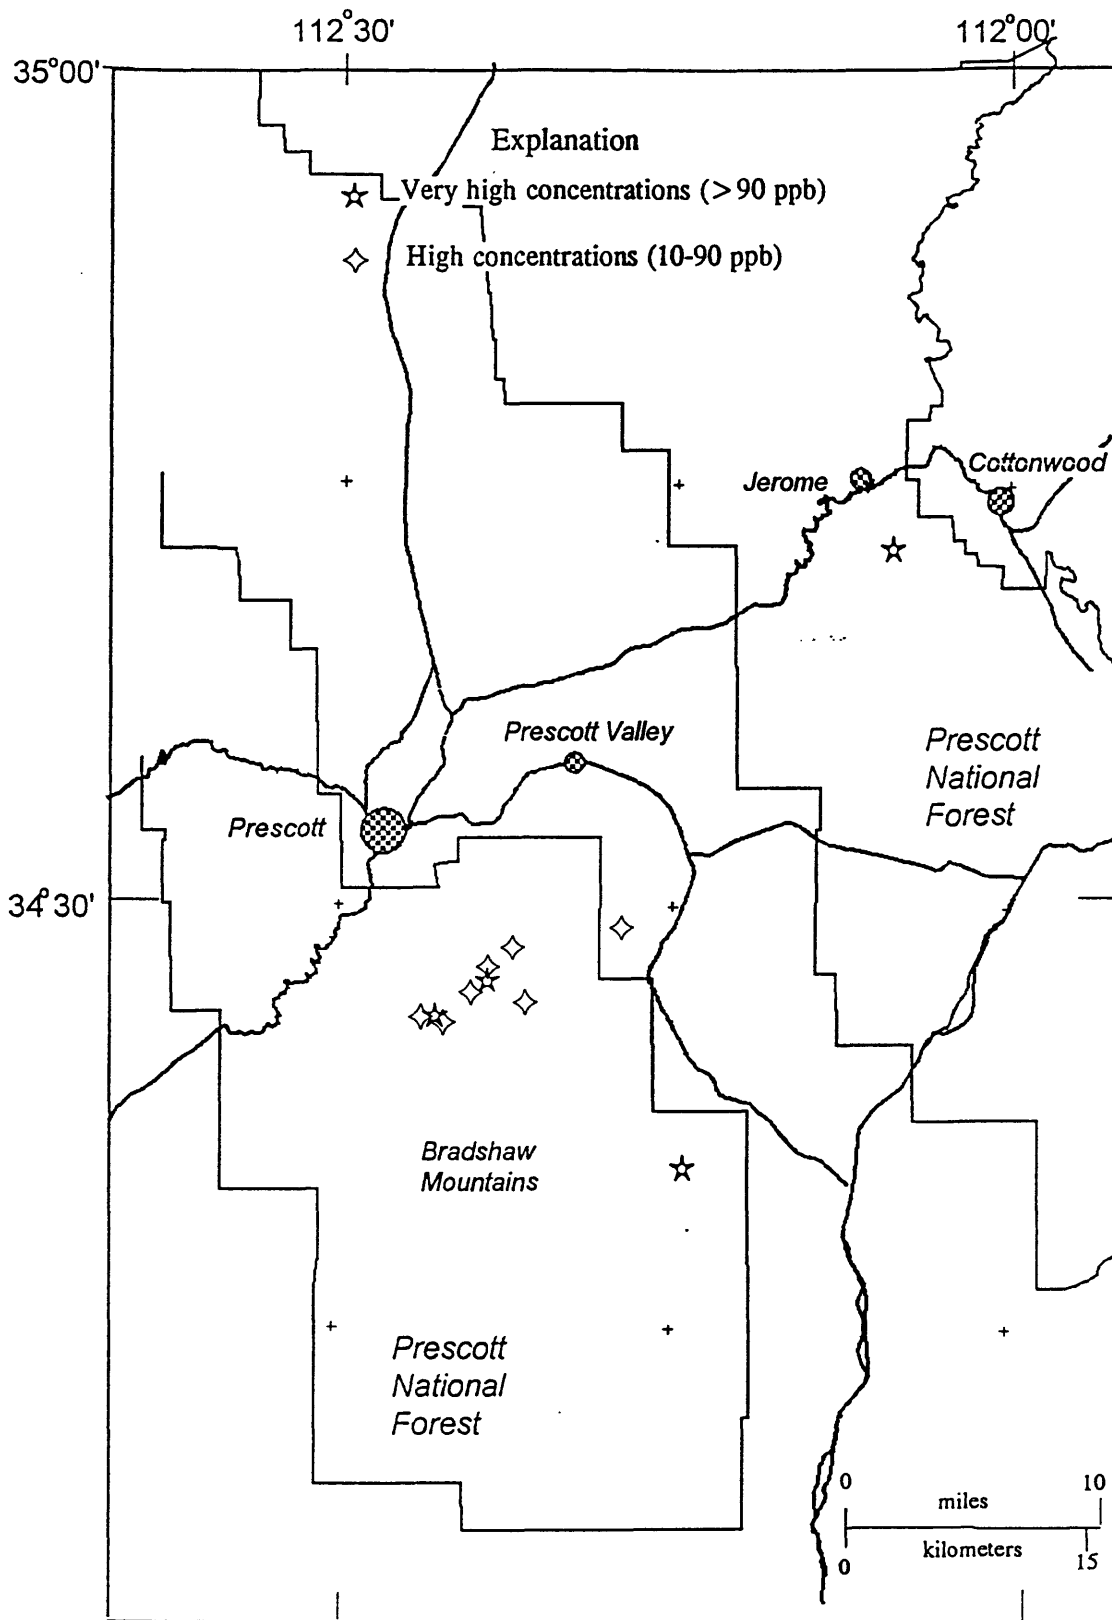 112°30' 112°00'
35°00'
Explanation
Very high concentrations (>90 ppb)
High concentrations (10-90 ppb)
Jerome
Cottonwood
Prescott Valley
Prescott
National
Forest
Prescott
34°30'
Bradshaw
Mountains
Prescott
National
Forest
0 10
miles
kilometers
0 15